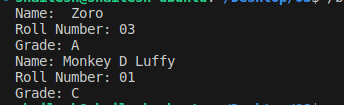 Name:  Zoro
Roll Number: 03
Grade: A
Name: Monkey D Luffy
Roll Number: 01
Grade: C